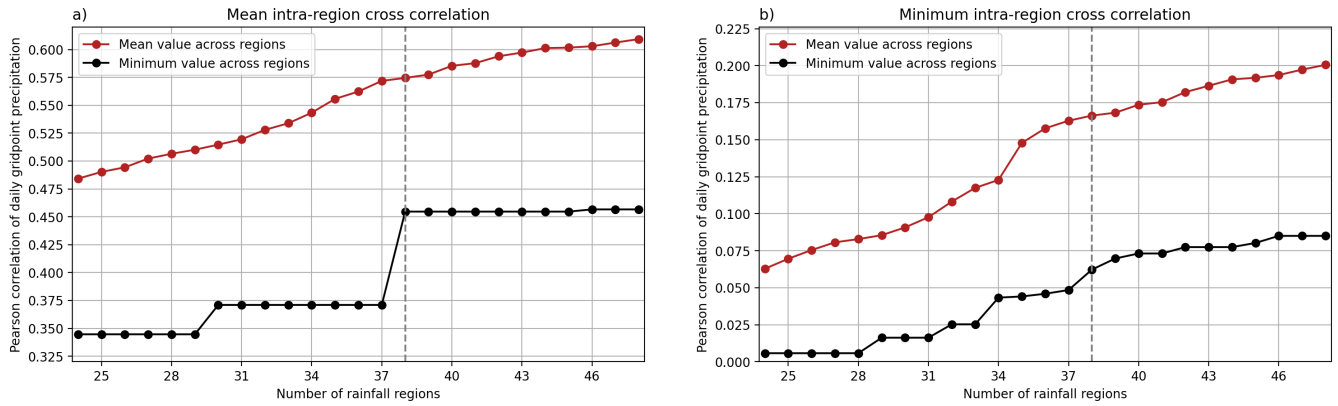 a)
Mean intra-region cross correlation
Pearson correlation of daily gridpoint precipitation
Mean value across regions
Minimum value across regions
0.600
0.575
0.550
0.525
0.500
0.475
0.450
0.425
0.400
0.375
0.350
0.325
25 28 31 34 37 40 43 46
Number of rainfall regions
b)
Minimum intra-region cross correlation
Pearson correlation of daily gridpoint precipitation
Mean value across regions
Minimum value across regions
0.225
0.200
0.175
0.150
0.125
0.100
0.075
0.050
0.025
0.000
25 28 31 34 37 40 43 46
Number of rainfall regions